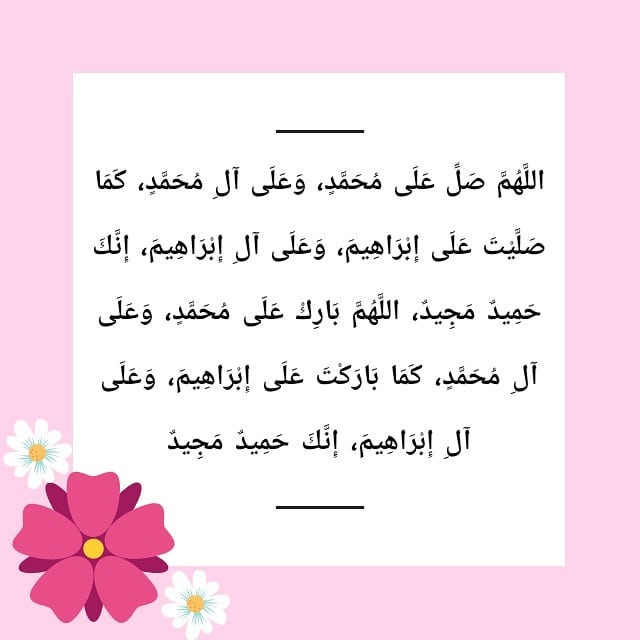 اللَّهُمَّ صَلِّ عَلَى مُحَمَّدٍ، وَعَلَى آلِ مُحَمَّدٍ، كَمَا
صَلَّيْتَ عَلَى إبْرَاهِيمَ، وَعَلَى آلِ إبْرَاهِيمَ، إنَّكَ
حَمِيدٌ مَجِيدٌ، اللَّهُمَّ بَارِكْ عَلَى مُحَمَّدٍ، وَعَلَى
آلِ مُحَمَّدٍ، كَمَا بَارَكْتَ عَلَى إبْرَاهِيمَ، وَعَلَى
آلِ إبْرَاهِيمَ، إنَّكَ حَمِيدٌ مَجِيدٌ